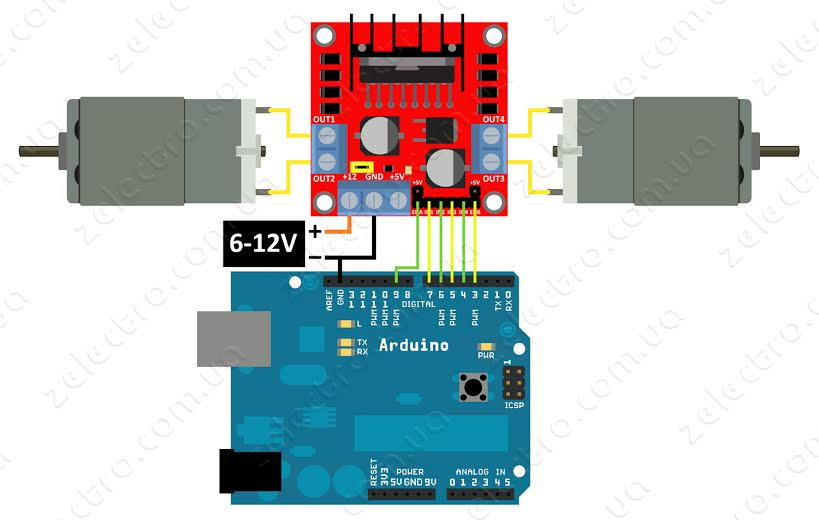 OUT1
OUT4
OUT2
OUT3
+12 GND +5V
+5V
+5V
ENA IN1 IN2 IN3 IN4 ENB
6-12V
+
−
AREF
GND
13
12
11
10
9
8
7
6
5
4
3
2
1
0
PWM
PWM
PWM
PWM
PWM
PWM
TX
RX
DIGITAL
L
TX
RX
Arduino
PWR
1
ICSP
RESET
3V3
POWER
5V GND 9V
ANALOG IN
0 1 2 3 4 5
zelectro.com.ua